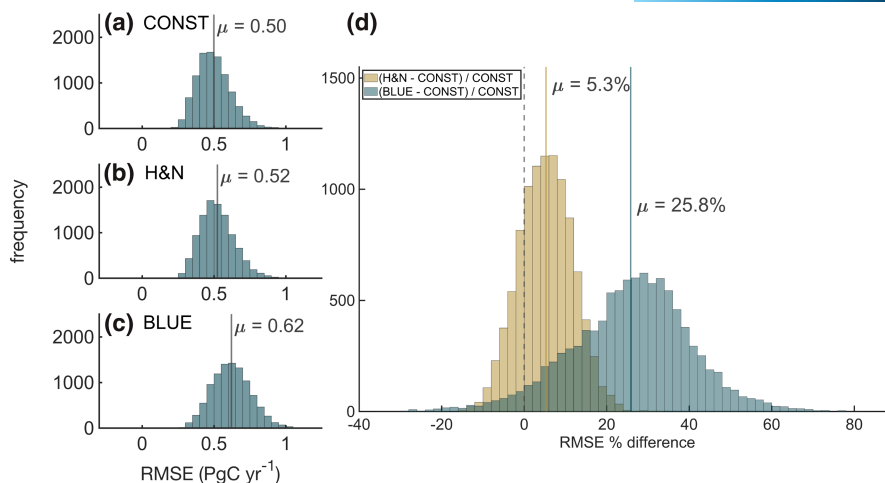 (a) CONST
μ = 0.50
2000
1000
0
0 0.5 1
(b) H&N
μ = 0.52
2000
1000
0
0 0.5 1
(c) BLUE
μ = 0.62
2000
1000
0
0 0.5 1
frequency
RMSE (PgC yr⁻¹)
(d)
(H&N - CONST) / CONST
(BLUE - CONST) / CONST
μ = 5.3%
μ = 25.8%
1500
1000
500
0
-40 -20 0 20 40 60 80
RMSE % difference